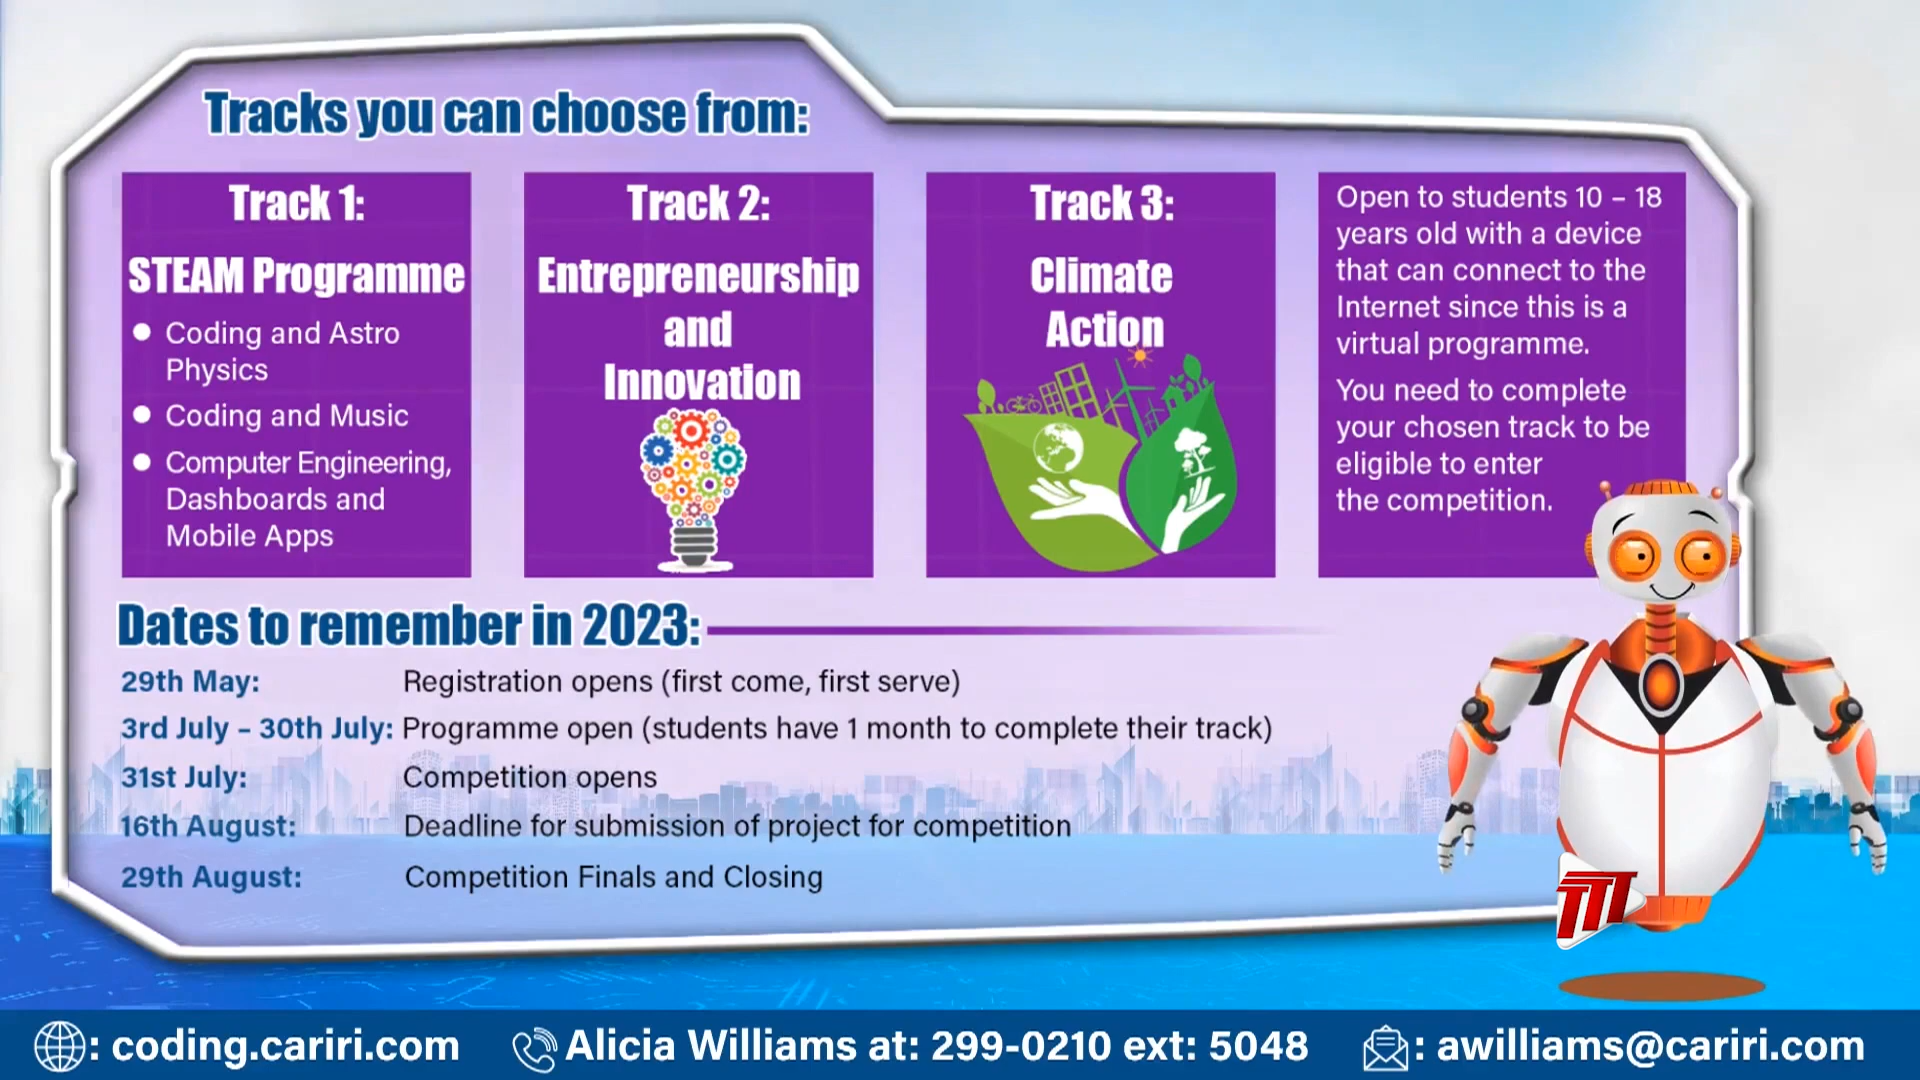 Tracks you can choose from:
Track 1:
STEAM Programme
● Coding and Astro
Physics
● Coding and Music
● Computer Engineering,
Dashboards and
Mobile Apps
Track 2:
Entrepreneurship
and
Innovation
Track 3:
Climate
Action
Open to students 10 – 18
years old with a device
that can connect to the
Internet since this is a
virtual programme.
You need to complete
your chosen track to be
eligible to enter
the competition.
Dates to remember in 2023:
29th May: Registration opens (first come, first serve)
3rd July – 30th July: Programme open (students have 1 month to complete their track)
31st July: Competition opens
16th August: Deadline for submission of project for competition
29th August: Competition Finals and Closing
TTT
: coding.cariri.com Alicia Williams at: 299-0210 ext: 5048 : awilliams@cariri.com